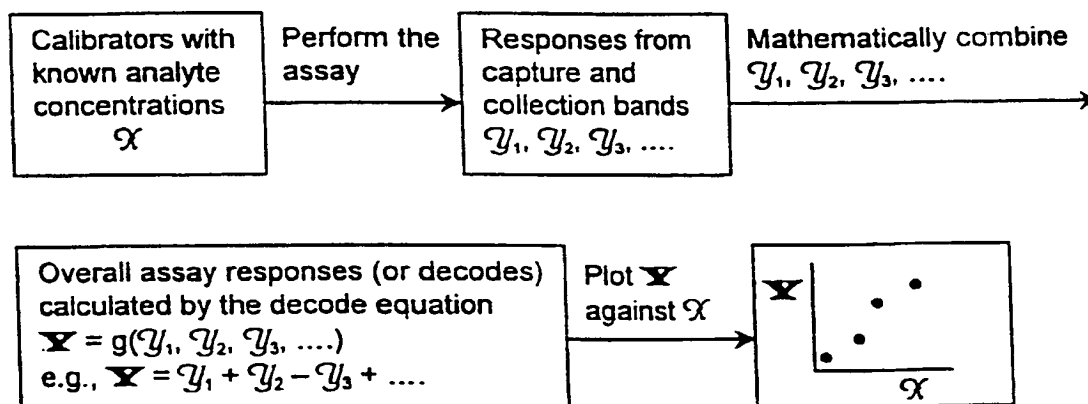 Calibrators with
known analyte
concentrations
𝒳
Perform the
assay
Responses from
capture and
collection bands
𝒴₁, 𝒴₂, 𝒴₃, ....
Mathematically combine
𝒴₁, 𝒴₂, 𝒴₃, ....
Overall assay responses (or decodes)
calculated by the decode equation
𝐘 = g(𝒴₁, 𝒴₂, 𝒴₃, ....)
e.g., 𝐘 = 𝒴₁ + 𝒴₂ – 𝒴₃ + ....
Plot 𝐘
against 𝒳
𝐘
𝒳